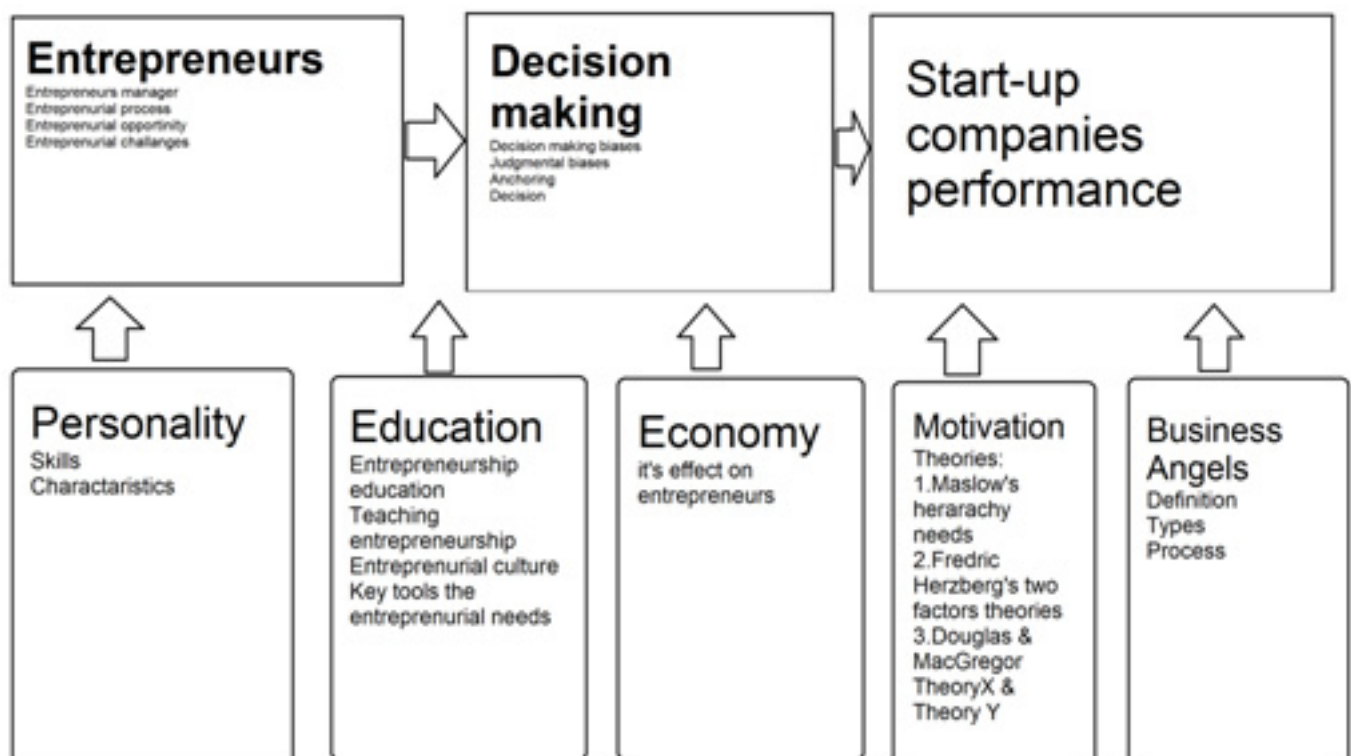 Entrepreneurs
Entrepreneurs manager
Entreprenurial process
Entreprenurial opportinity
Entreprenurial challanges
Decision
making
Decision making biases
Judgmental biases
Anchoring
Decision
Start-up
companies
performance
Personality
Skills
Charactaristics
Education
Entrepreneurship
education
Teaching
entrepreneurship
Entreprenurial culture
Key tools the
entreprenurial needs
Economy
it's effect on
entrepreneurs
Motivation
Theories:
1.Maslow's
herarachy
needs
2.Fredric
Herzberg's two
factors theories
3.Douglas &
MacGregor
TheoryX &
Theory Y
Business
Angels
Definition
Types
Process